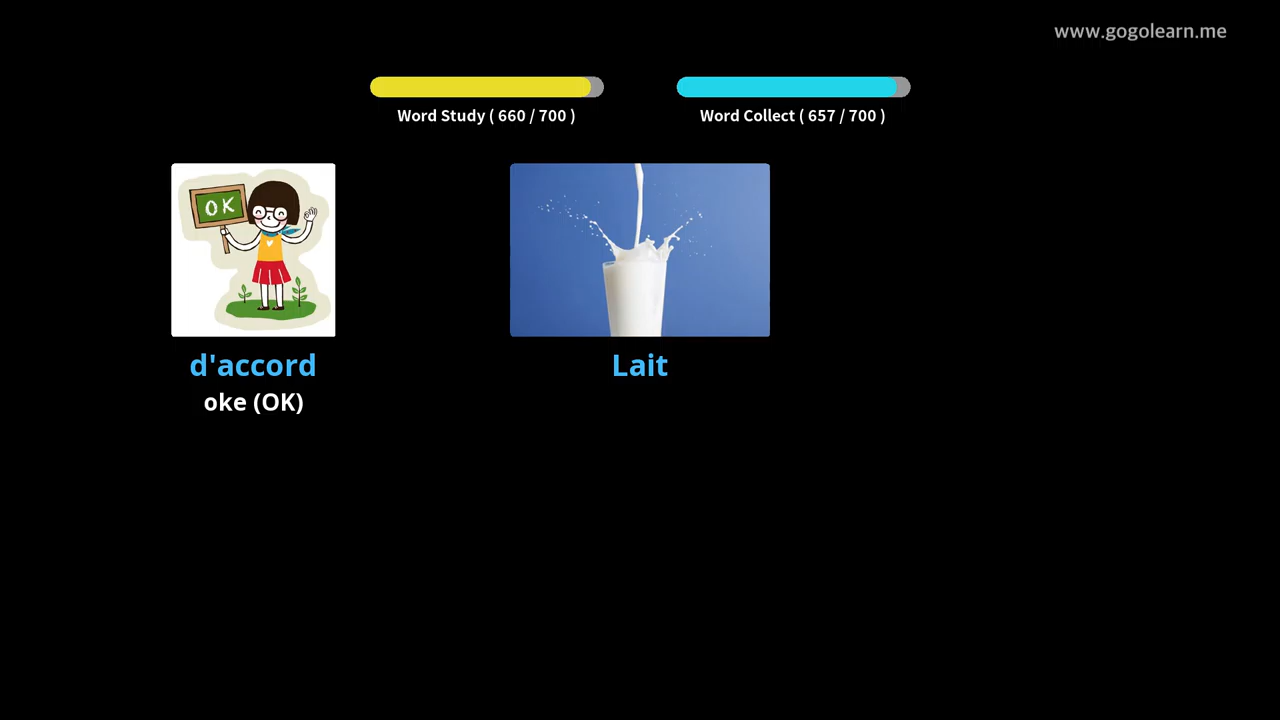 www.gogolearn.me
Word Study ( 660 / 700 )
Word Collect ( 657 / 700 )
OK
d'accord
oke (OK)
Lait